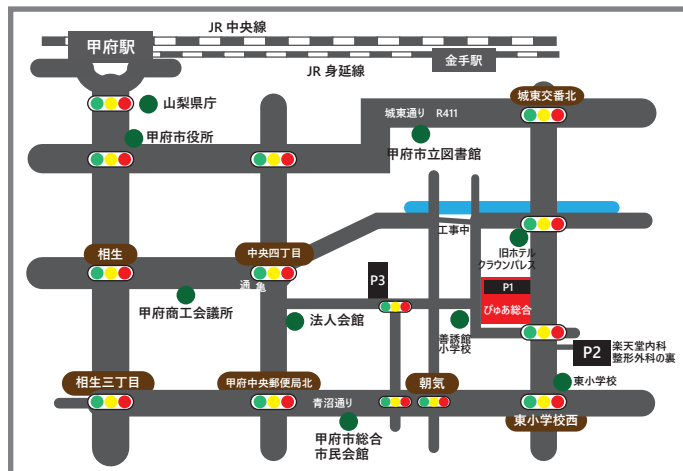 JR 中央線
甲府駅
JR 身延線
金手駅
山梨県庁
城東交番北
城東通り R411
甲府市役所
甲府市立図書館
工事中
相生
中央四丁目
旧ホテル
クラウンパレス
通 亀
P3
P1
ぴゅあ総合
甲府商工会議所
法人会館
善誘館
小学校
P2
楽天堂内科
整形外科の裏
相生三丁目
甲府中央郵便局北
朝気
東小学校
青沼通り
東小学校西
甲府市総合
市民会館